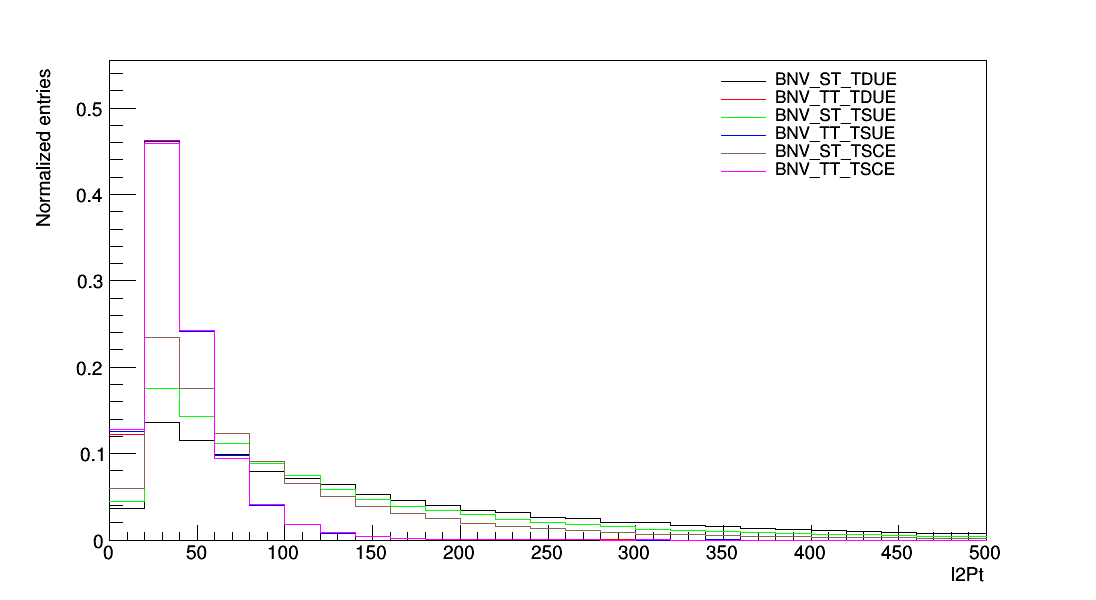 Normalized entries
BNV_ST_TDUE
BNV_TT_TDUE
BNV_ST_TSUE
BNV_TT_TSUE
BNV_ST_TSCE
BNV_TT_TSCE
0.5
0.4
0.3
0.2
0.1
0
0 50 100 150 200 250 300 350 400 450 500
l2Pt